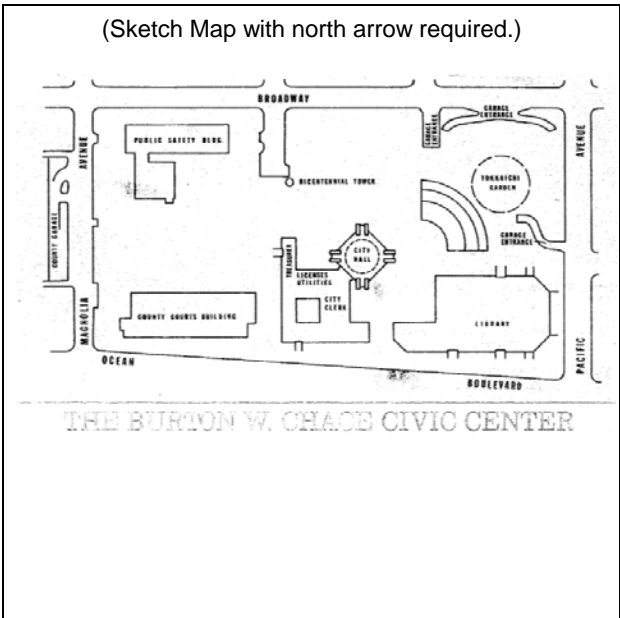 (Sketch Map with north arrow required.)
BROADWAY
GARAGE
ENTRANCE
GARAGE
ENTRANCE
AVENUE
PUBLIC SAFETY BLDG.
AVENUE
BICENTENNIAL TOWER
YOKKAICHI
GARDEN
COUNTY GARAGE
GARAGE
ENTRANCE
TREASURY
CITY
HALL
LICENSES
UTILITIES
CITY
CLERK
MAGNOLIA
COUNTY COURTS BUILDING
LIBRARY
PACIFIC
OCEAN
BOULEVARD
THE BURTON W. CHACE CIVIC CENTER